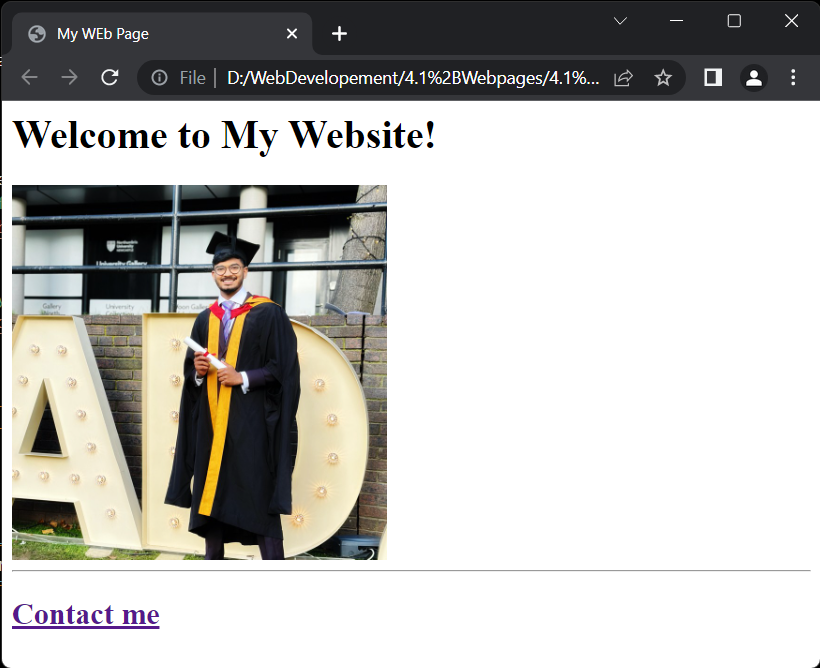 My WEb Page
File
D:/WebDevelopement/4.1%2BWebpages/4.1%...
Welcome to My Website!
University Gallery
Gallery
University
AD
Contact me